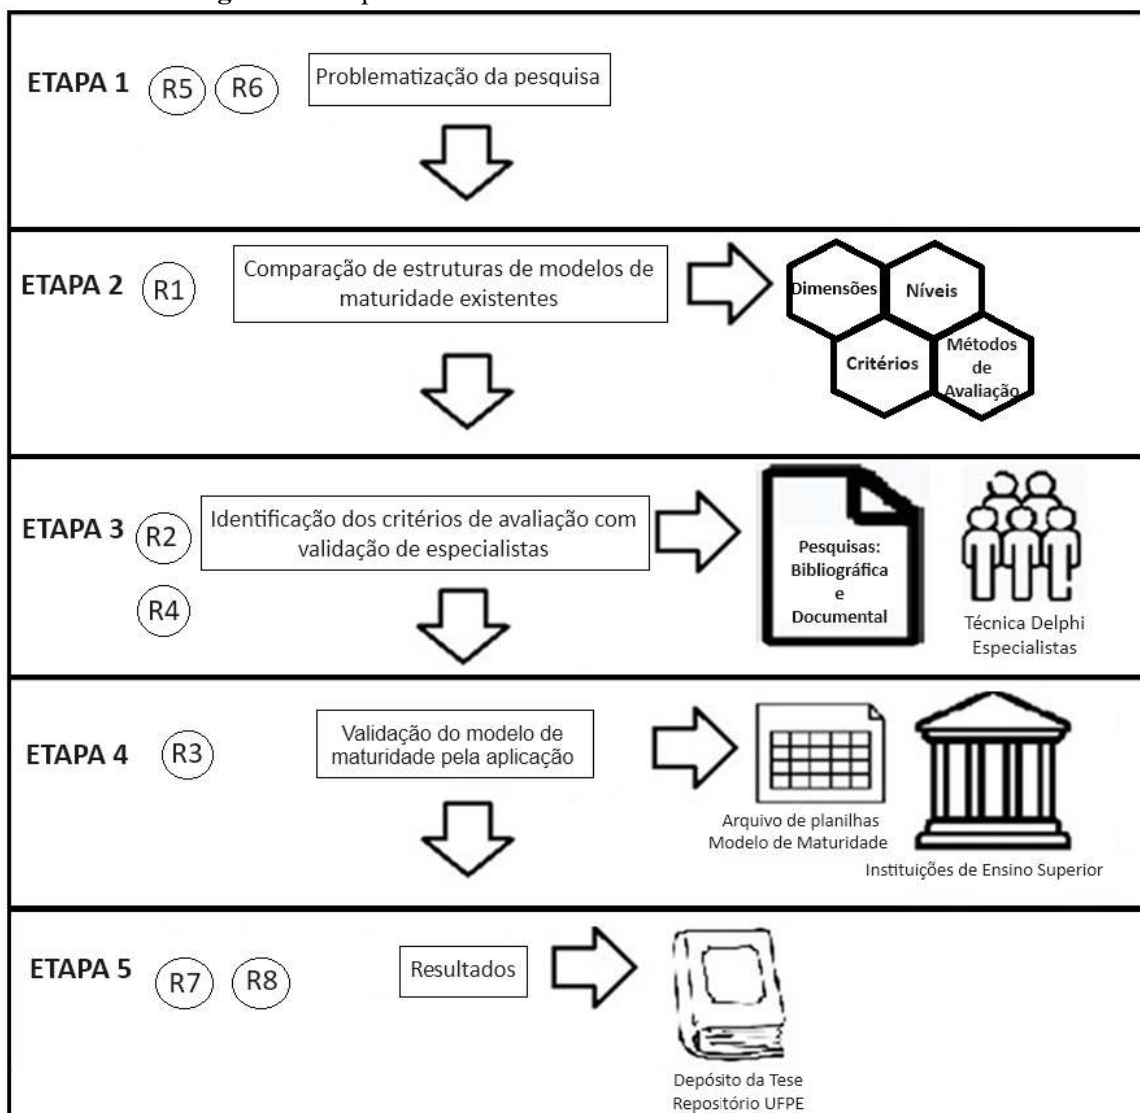 ETAPA 1
R5
R6
Problematização da pesquisa
ETAPA 2
R1
Comparação de estruturas de modelos de
maturidade existentes
Dimensões
Níveis
Critérios
Métodos
de
Avaliação
ETAPA 3
R2
R4
Identificação dos critérios de avaliação com
validação de especialistas
Pesquisas:
Bibliográfica
e
Documental
Técnica Delphi
Especialistas
ETAPA 4
R3
Validação do modelo de
maturidade pela aplicação
Arquivo de planilhas
Modelo de Maturidade
Instituições de Ensino Superior
ETAPA 5
R7
R8
Resultados
Depósito da Tese
Repositório UFPE